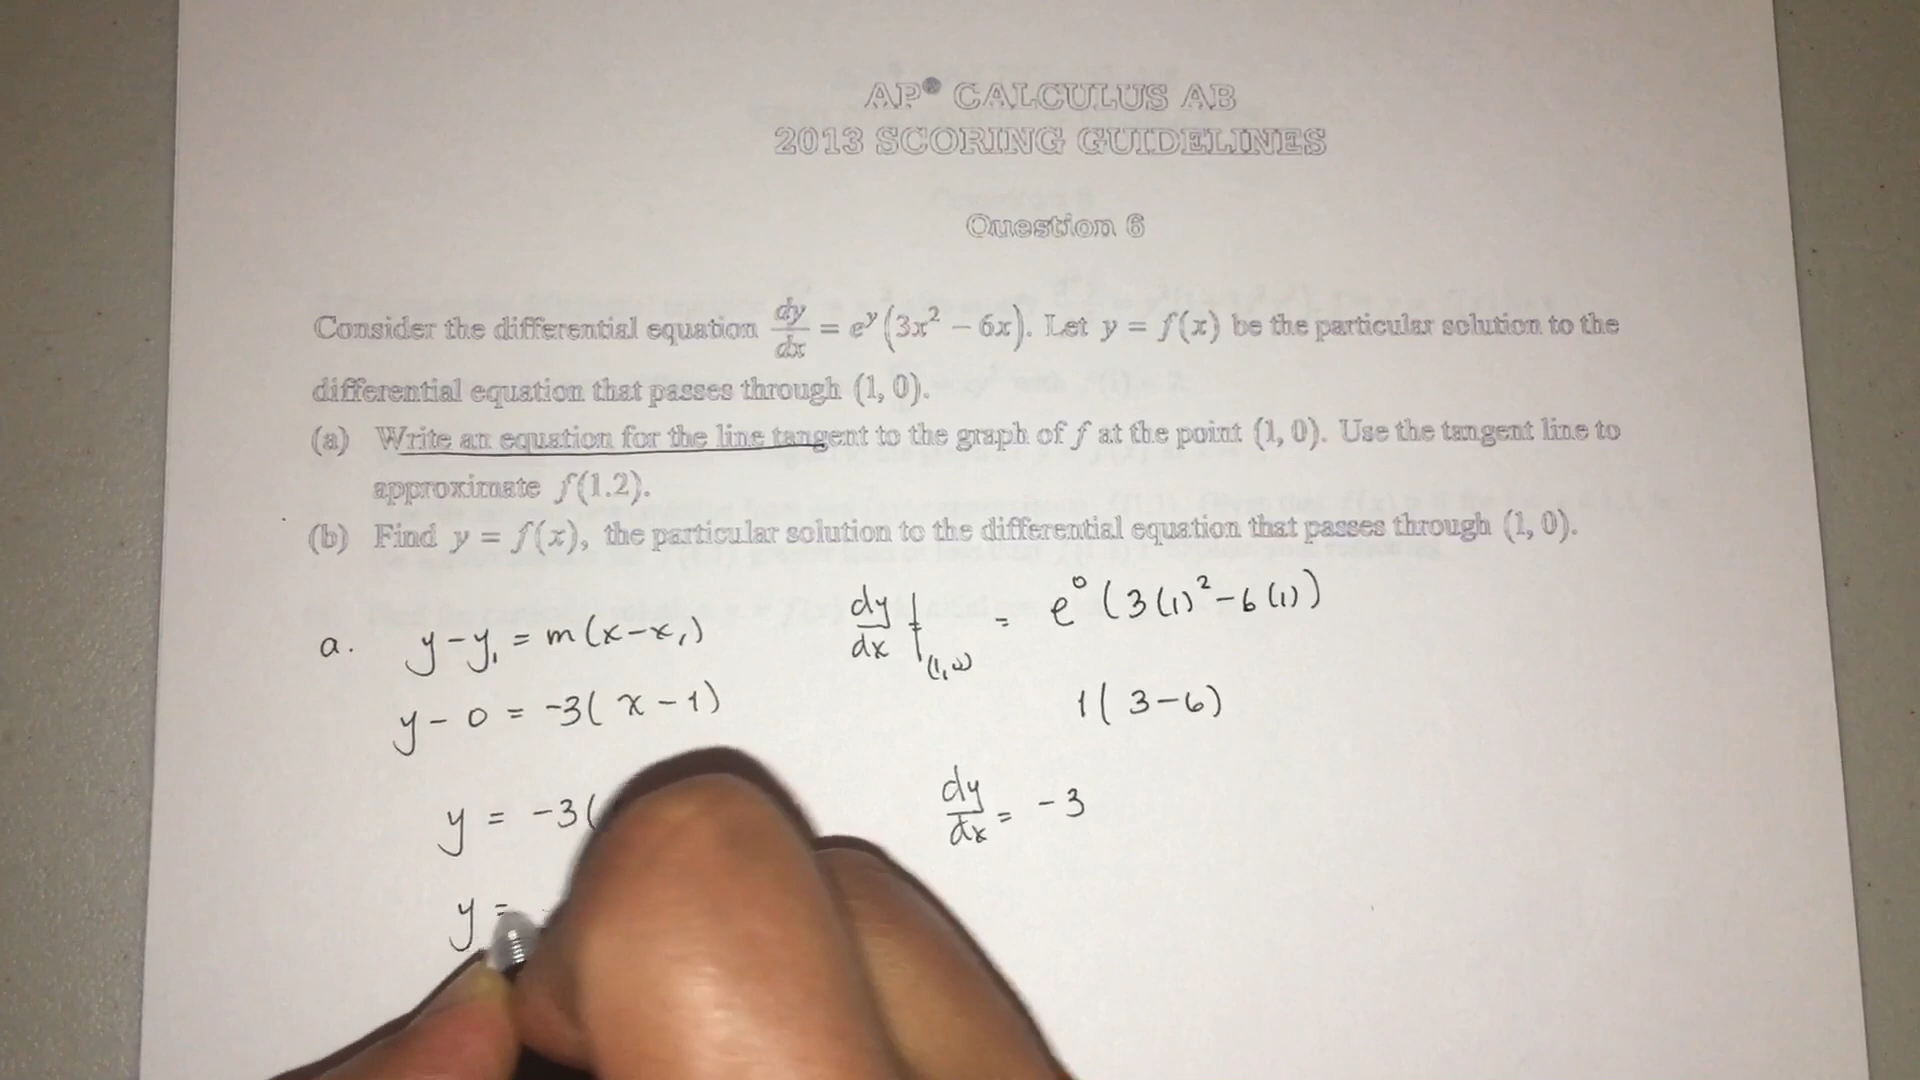 AP® CALCULUS AB
2013 SCORING GUIDELINES
Question 6
Consider the differential equation dy/dx = e^y(3x² − 6x). Let y = f(x) be the particular solution to the
differential equation that passes through (1, 0).
(a) Write an equation for the line tangent to the graph of f at the point (1, 0). Use the tangent line to
approximate f(1.2).
(b) Find y = f(x), the particular solution to the differential equation that passes through (1, 0).
a. y-y₁ = m(x-x₁)
y - 0 = -3(x-1)
y = -3(
y =
dy/dx |(1,0) = e⁰(3(1)²-6(1))
1(3-6)
dy/dx = -3